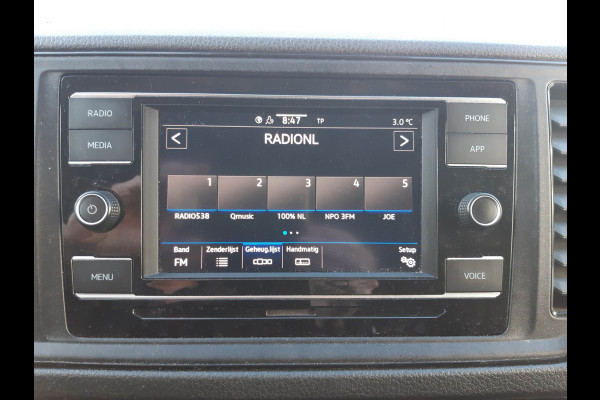 RADIO
MEDIA
MENU
PHONE
APP
VOICE
8:47 TP 3.0 °C
< RADIONL >
1 2 3 4 5
RADIO538 Qmusic 100% NL NPO 3FM JOE
Band Zenderlijst Geheug.lijst Handmatig Setup
FM